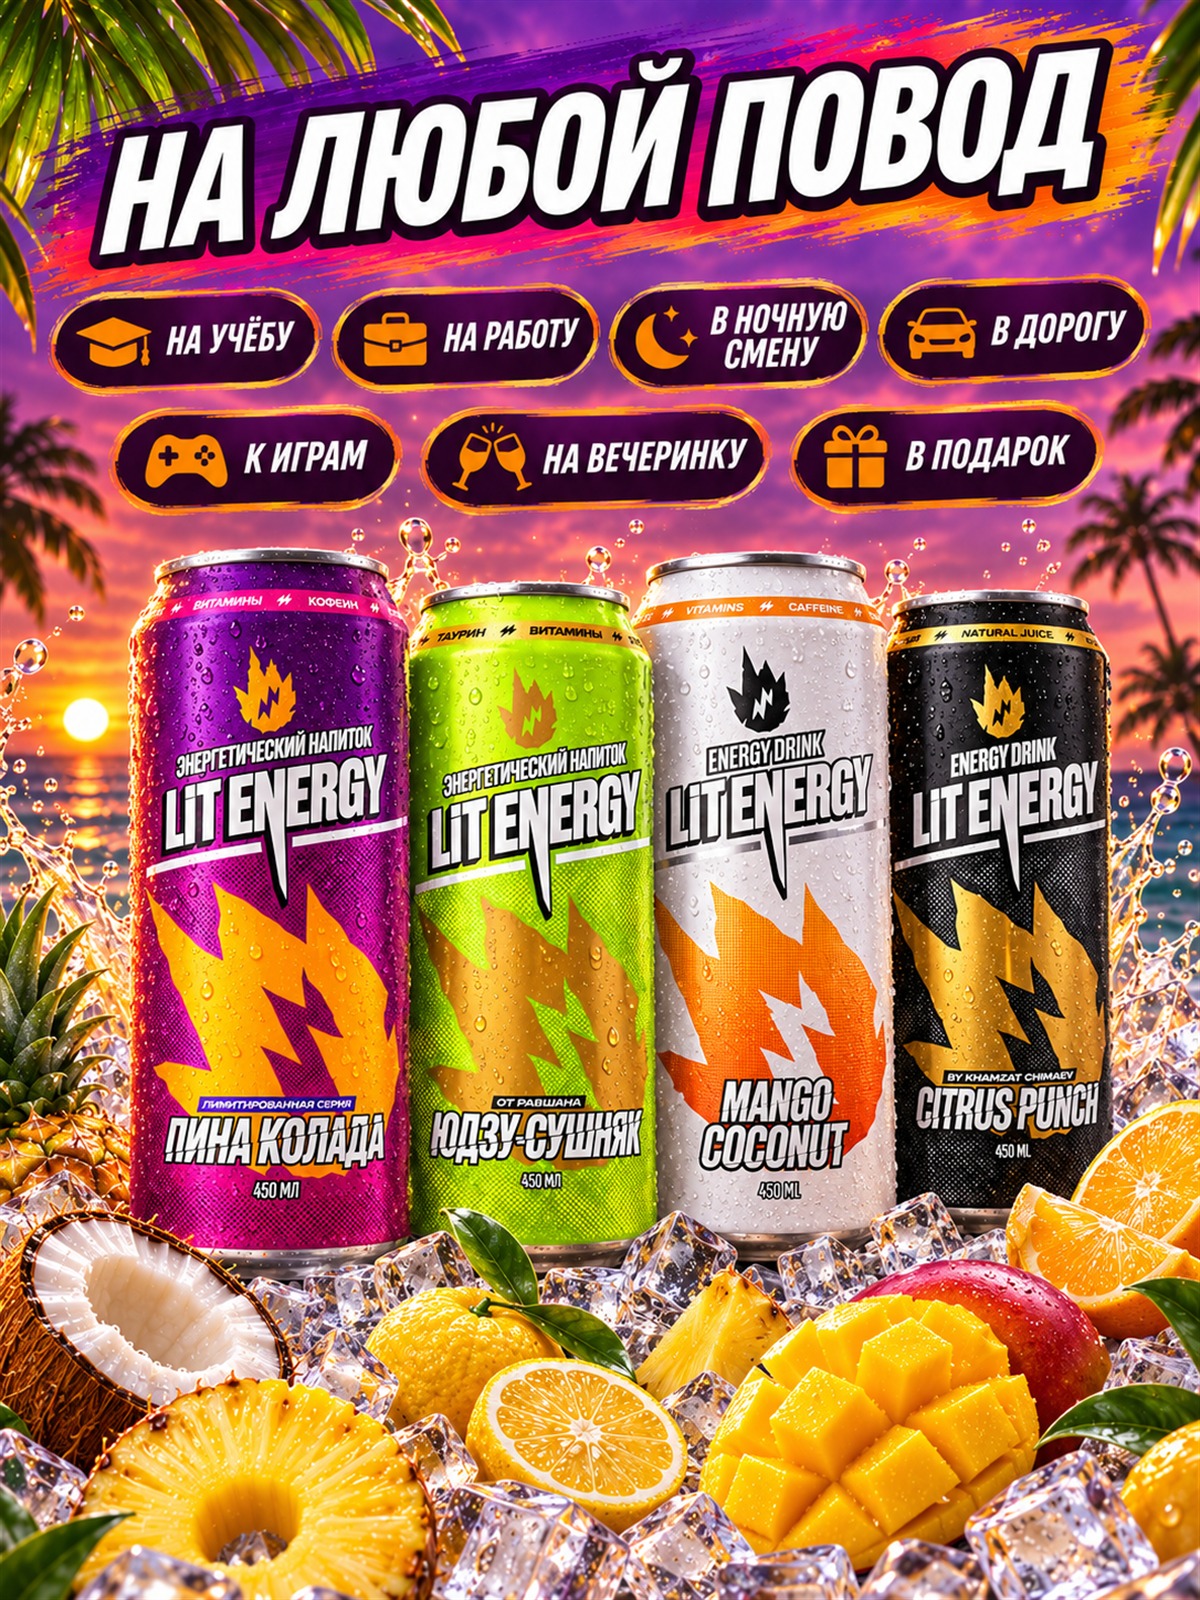 НА ЛЮБОЙ ПОВОД
НА УЧЁБУ
НА РАБОТУ
В НОЧНУЮ
СМЕНУ
В ДОРОГУ
К ИГРАМ
НА ВЕЧЕРИНКУ
В ПОДАРОК
ВИТАМИНЫ КОФЕИН
ЭНЕРГЕТИЧЕСКИЙ НАПИТОК
LIT ENERGY
ЛИМИТИРОВАННАЯ СЕРИЯ
ПИНА КОЛАДА
450 МЛ
ТАУРИН ВИТАМИНЫ
ЭНЕРГЕТИЧЕСКИЙ НАПИТОК
LIT ENERGY
ОТ РАВШАНА
ЮДЗУ-СУШНЯК
450 МЛ
VITAMINS CAFFEINE
ENERGY DRINK
LIT ENERGY
MANGO
COCONUT
450 ML
NATURAL JUICE
ENERGY DRINK
LIT ENERGY
BY KHAMZAT CHIMAEV
CITRUS PUNCH
450 ML